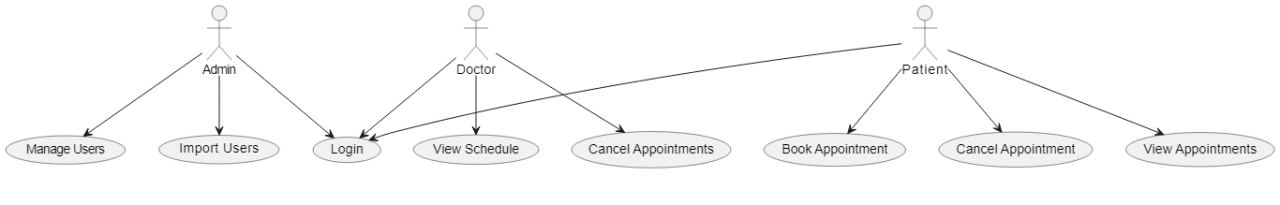 Admin
Doctor
Patient
Manage Users
Import Users
Login
View Schedule
Cancel Appointments
Book Appointment
Cancel Appointment
View Appointments